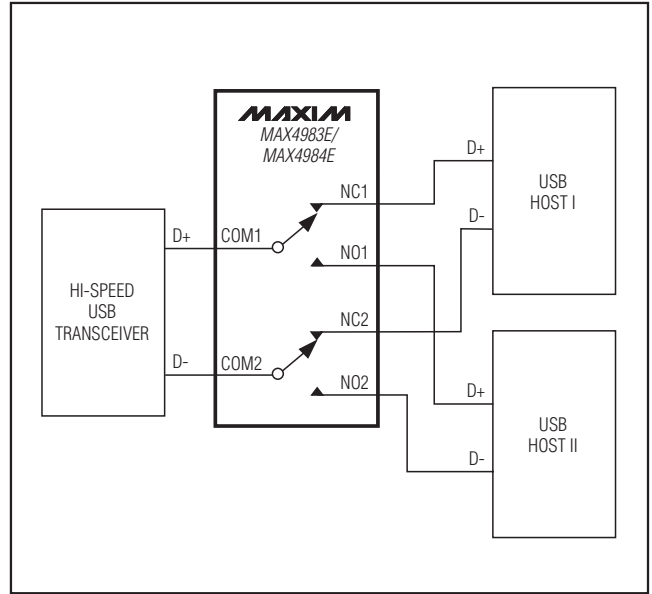 MAXIM
MAX4983E/
MAX4984E
HI-SPEED
USB
TRANSCEIVER
D+
D-
COM1
COM2
NC1
NO1
NC2
NO2
D+
D-
USB
HOST I
D+
D-
USB
HOST II